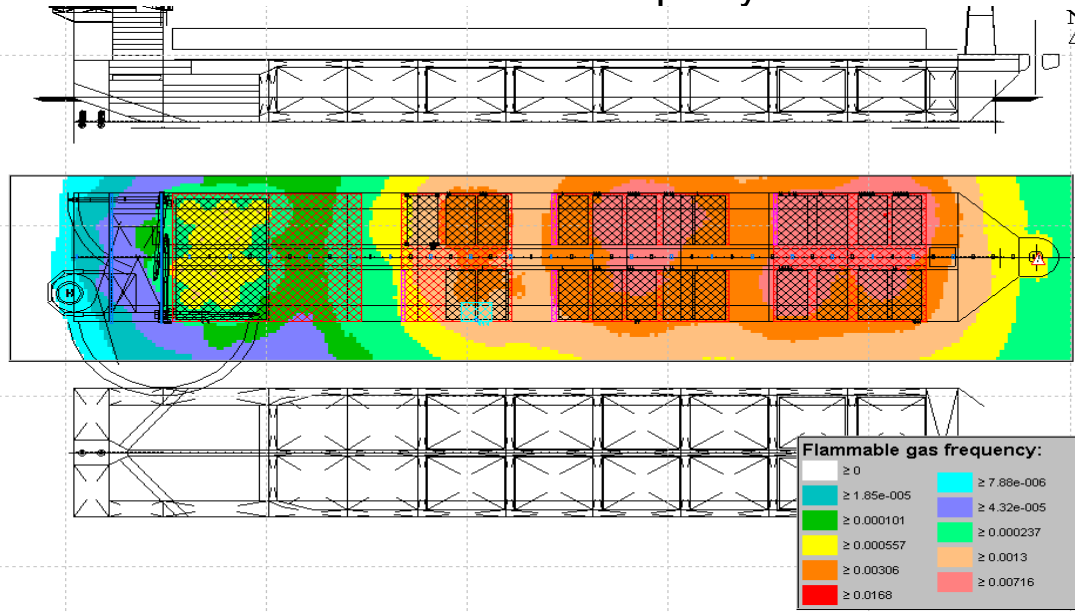 Flammable gas frequency:
≥ 0
≥ 7.88e-006
≥ 1.85e-005
≥ 4.32e-005
≥ 0.000101
≥ 0.000237
≥ 0.000557
≥ 0.0013
≥ 0.00306
≥ 0.00716
≥ 0.0168
H